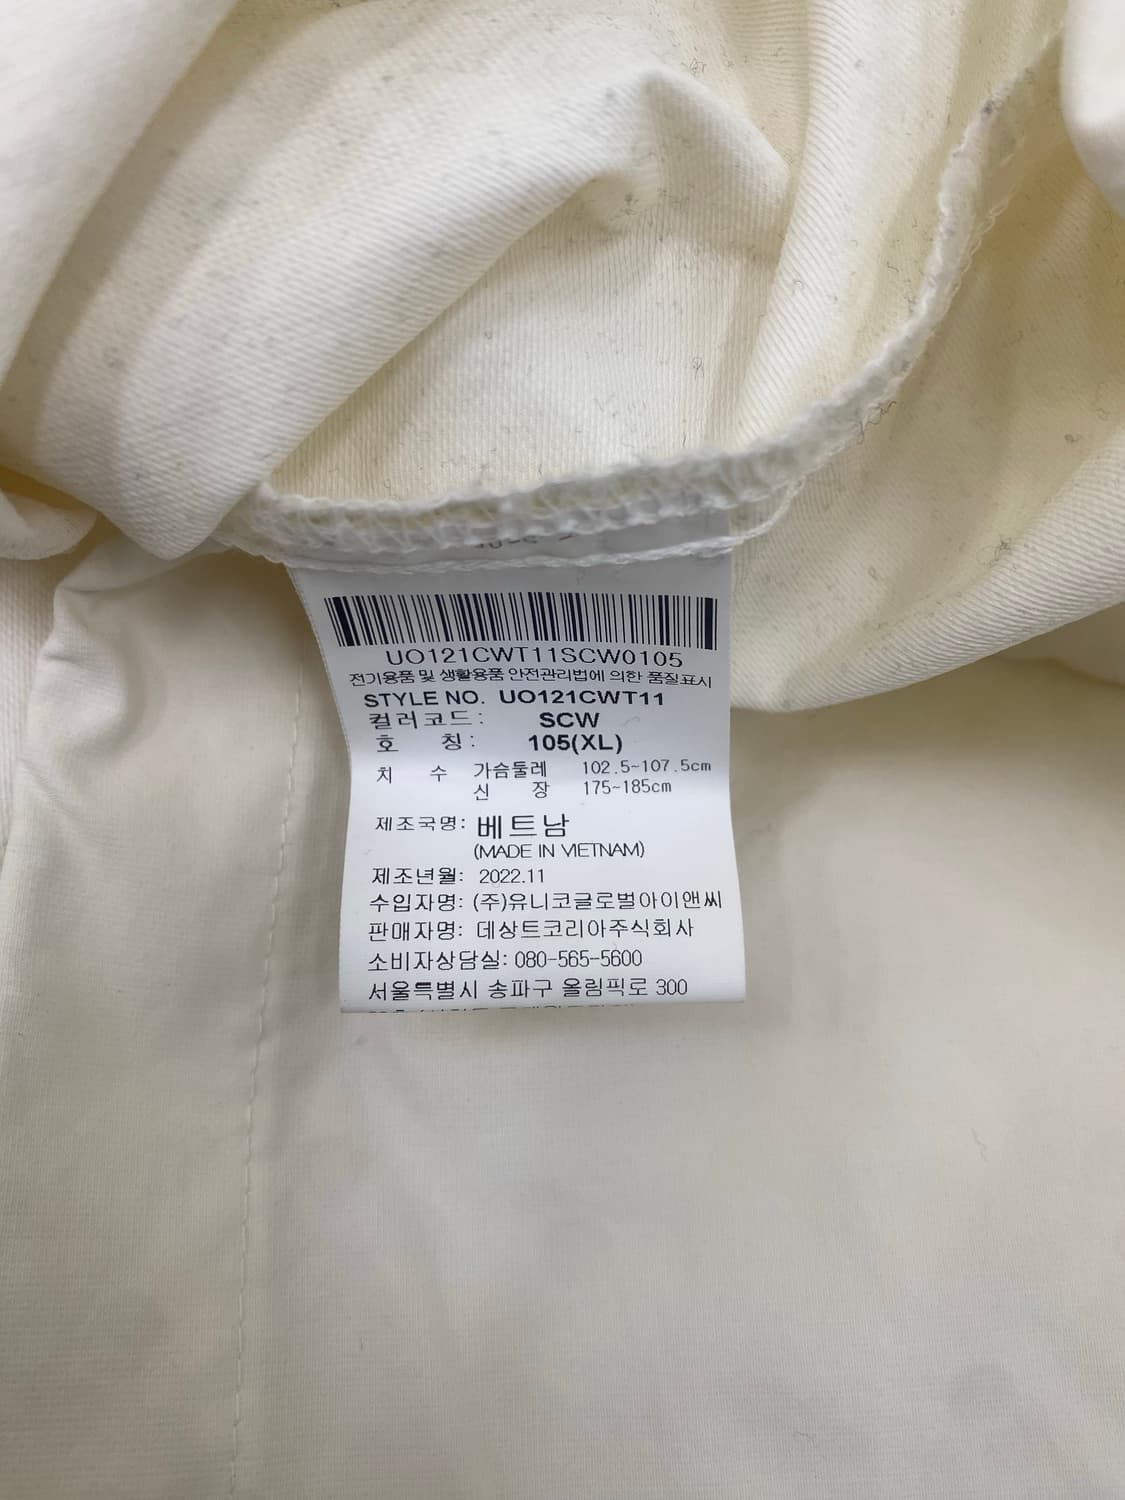 UO121CWT11SCW0105
전기용품 및 생활용품 안전관리법에 의한 품질표시
STYLE NO. UO121CWT11
컬러코드: SCW
호 칭: 105(XL)
치 수 가슴둘레 102.5~107.5cm
신 장 175~185cm
제조국명: 베트남
(MADE IN VIETNAM)
제조년월: 2022.11
수입자명: (주)유니코글로벌아이앤씨
판매자명: 데상트코리아주식회사
소비자상담실: 080-565-5600
서울특별시 송파구 올림픽로 300